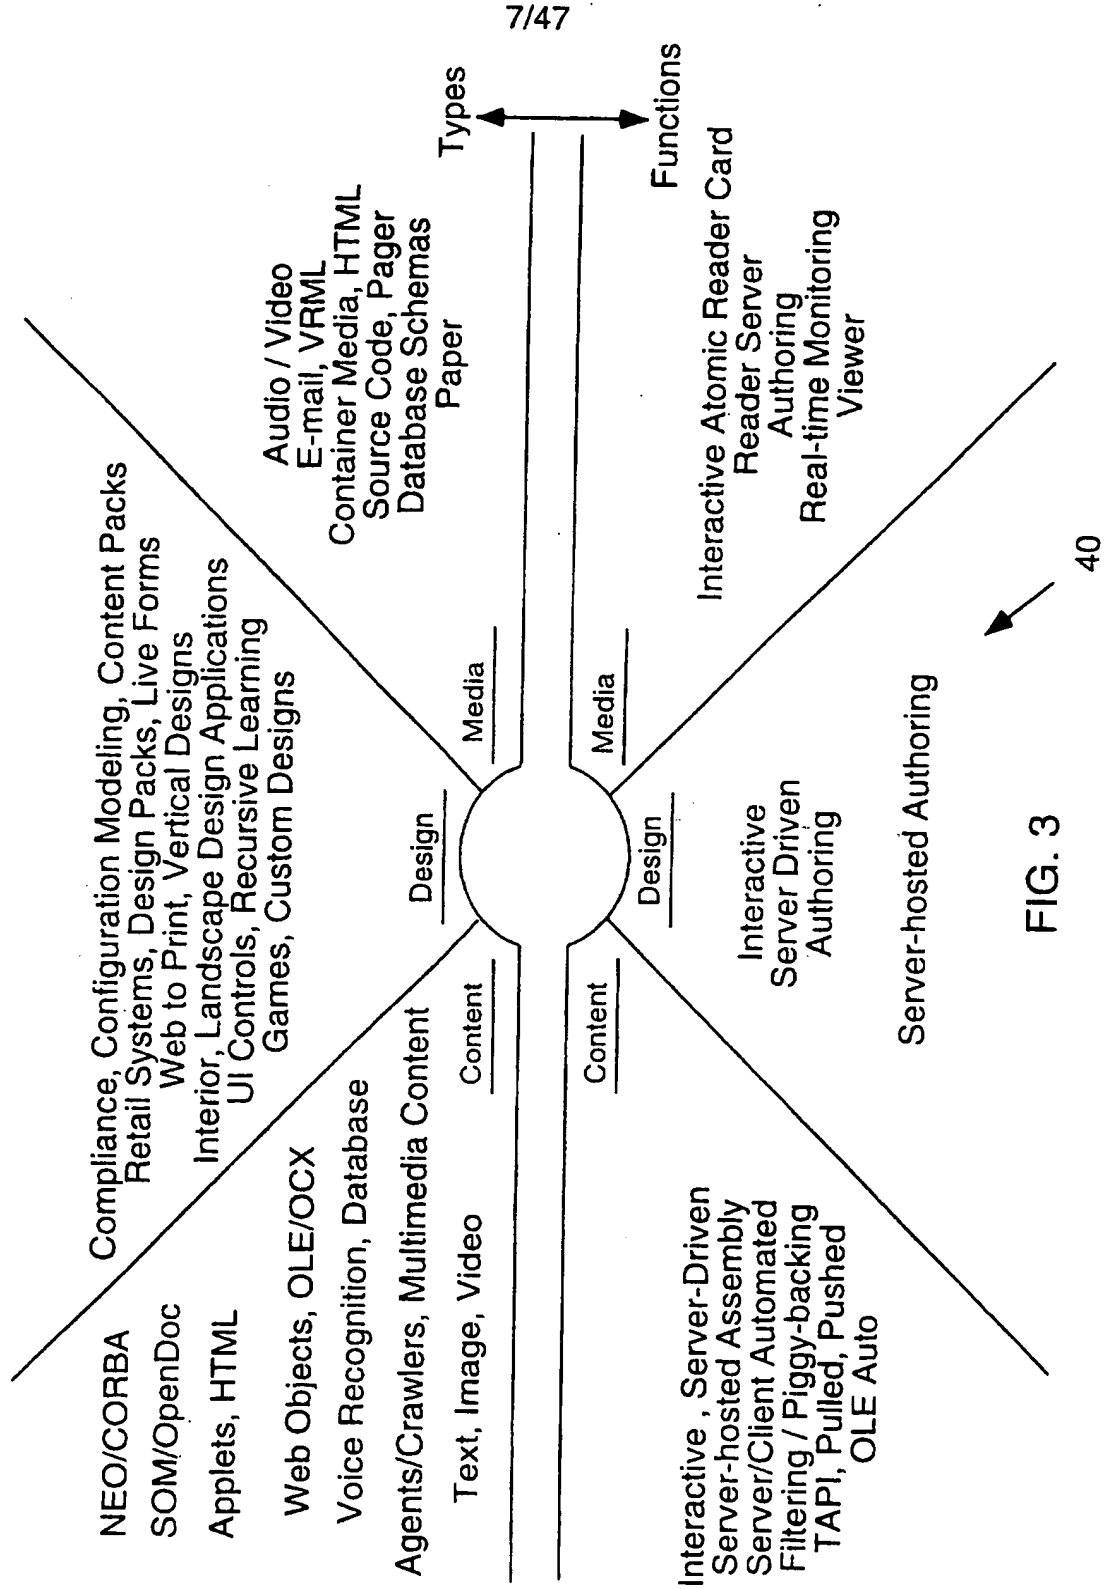 7/47
NEO/CORBA
SOM/OpenDoc
Applets, HTML
Web Objects, OLE/OCX
Voice Recognition, Database
Agents/Crawlers, Multimedia Content
Text, Image, Video
Content
Compliance, Configuration Modeling, Content Packs
Retail Systems, Design Packs, Live Forms
Web to Print, Vertical Designs
Interior, Landscape Design Applications
UI Controls, Recursive Learning
Games, Custom Designs
Design
Audio / Video
E-mail, VRML
Container Media, HTML
Source Code, Pager
Database Schemas
Paper
Media
Types
Functions
Content
Interactive , Server-Driven
Server-hosted Assembly
Server/Client Automated
Filtering / Piggy-backing
TAPI, Pulled, Pushed
OLE Auto
Design
Interactive
Server Driven
Authoring
Server-hosted Authoring
Media
Interactive Atomic Reader Card
Reader Server
Authoring
Real-time Monitoring
Viewer
40
FIG. 3